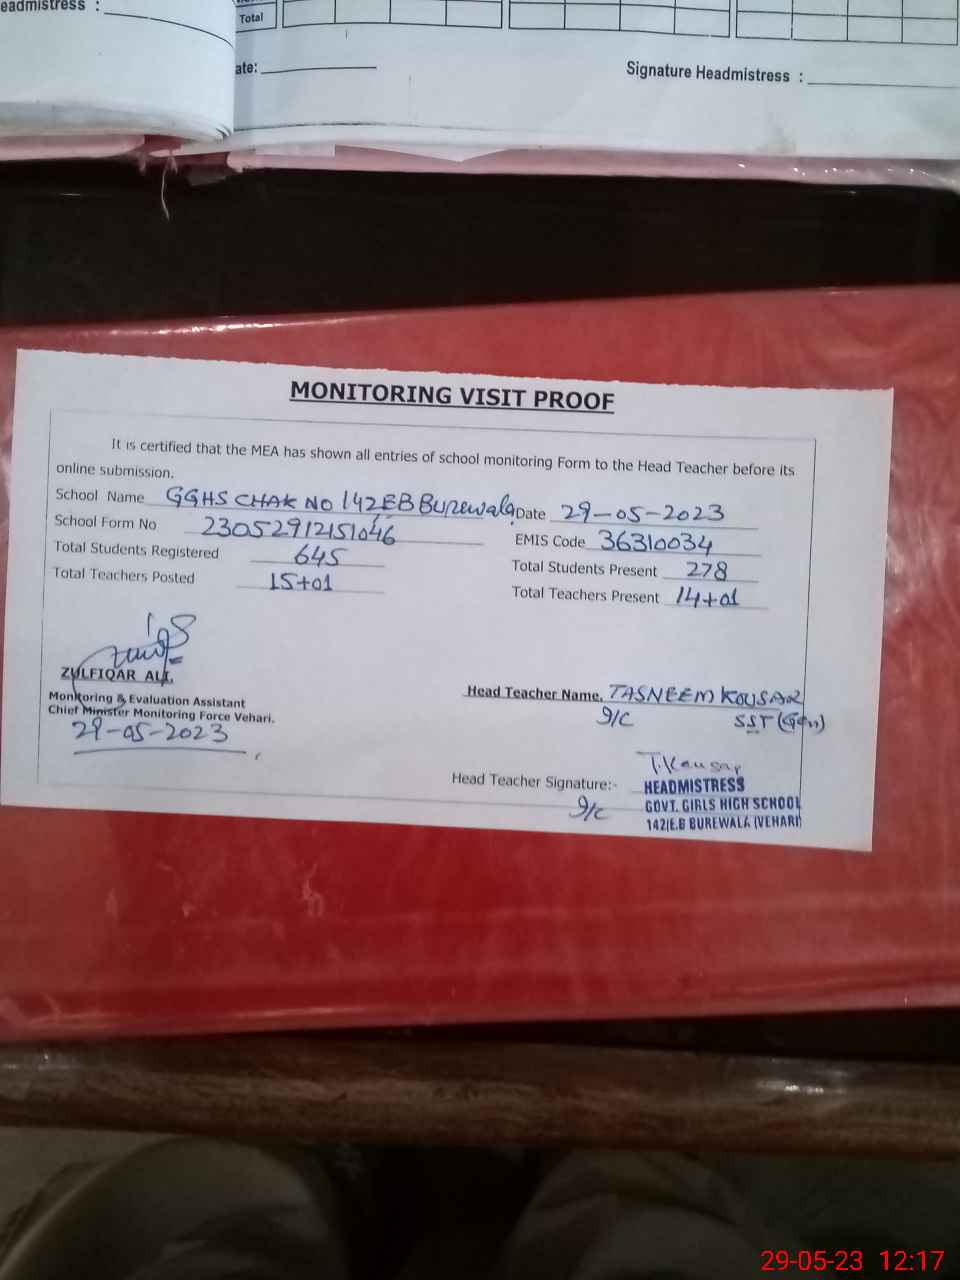 eadmistress :
Total
ate:
Signature Headmistress :
MONITORING VISIT PROOF
It is certified that the MEA has shown all entries of school monitoring Form to the Head Teacher before its
online submission.
School Name GGHS CHAK NO 142EB Burewala Date 29-05-2023
School Form No 23052912151046 EMIS Code 36310034
Total Students Registered 645 Total Students Present 278
Total Teachers Posted 15+01 Total Teachers Present 14+01
ZULFIQAR ALI,
Monitoring & Evaluation Assistant
Chief Minister Monitoring Force Vehari.
29-05-2023
Head Teacher Name. TASNEEM KOUSAR
I/C SST (Gen)
T.Kausar
Head Teacher Signature:- HEADMISTRESS
I/C GOVT. GIRLS HIGH SCHOOL
142/E.B BUREWALA (VEHARI)
29-05-23 12:17